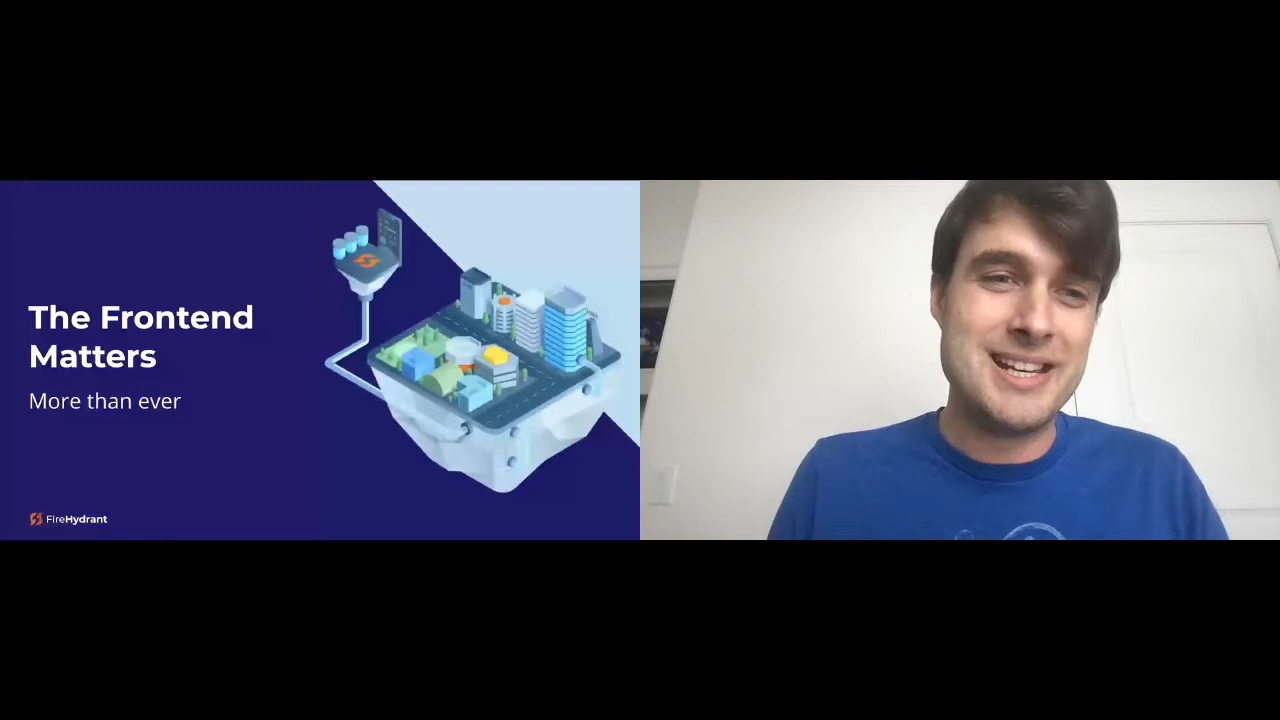 The Frontend
Matters
More than ever
FireHydrant